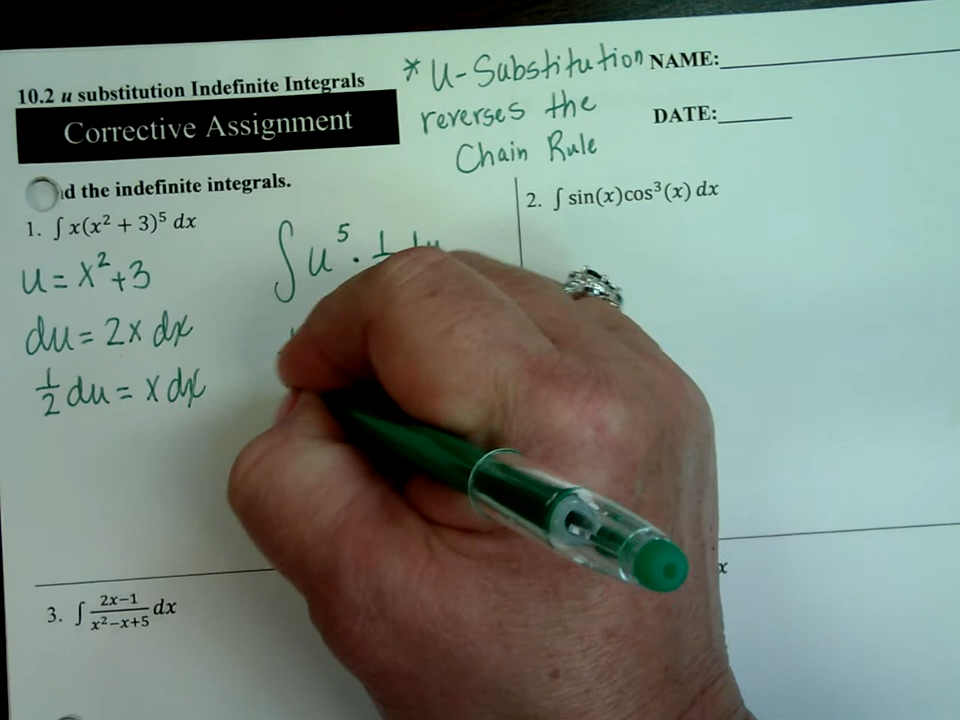 10.2 u substitution Indefinite Integrals
Corrective Assignment
* U-Substitution
reverses the
Chain Rule
NAME:
DATE:
d the indefinite integrals.
1. ∫ x(x² + 3)⁵ dx
u = x² + 3
du = 2x dx
1/2 du = x dx
∫ u⁵ ·
2. ∫ sin(x)cos³(x) dx
3. ∫ (2x−1)/(x²−x+5) dx
x